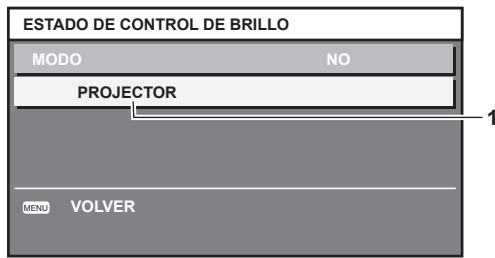 ESTADO DE CONTROL DE BRILLO
MODO NO
PROJECTOR
1
MENU VOLVER